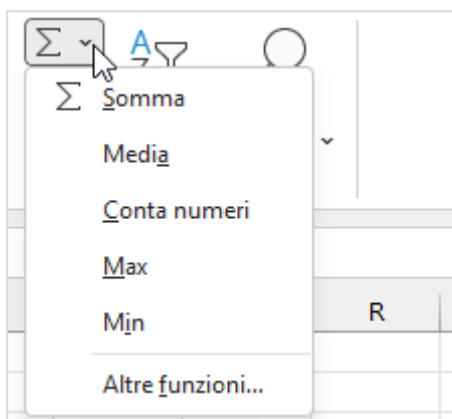 Σ
A
Z
Σ Somma
Media
Conta numeri
Max
Min
R
Altre funzioni...